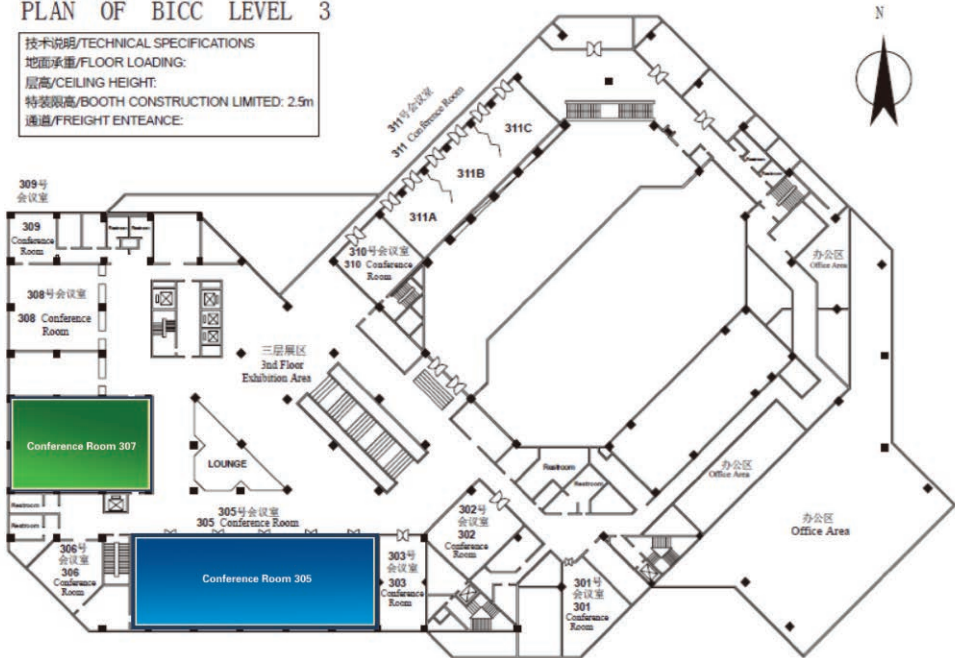 PLAN OF BICC LEVEL 3
技术说明/TECHNICAL SPECIFICATIONS
地面承重/FLOOR LOADING:
层高/CEILING HEIGHT:
特装限高/BOOTH CONSTRUCTION LIMITED: 2.5m
通道/FREIGHT ENTEANCE:
N
311号会议室
311 Conference Room
311C
311B
311A
310号会议室
310 Conference
Room
309号
会议室
309
Conference
Room
Restroom
Restroom
Restroom
Restroom
308号会议室
308 Conference
Room
三层展区
3nd Floor
Exhibition Area
办公区
Office Area
Conference Room 307
LOUNGE
Restroom
Restroom
办公区
Office Area
办公区
Office Area
Restroom
Restroom
305号会议室
305 Conference Room
Conference Room 305
306号
会议室
306
Conference
Room
303号
会议室
303
Conference
Room
302号
会议室
302
Conference
Room
301号
会议室
301
Conference
Room